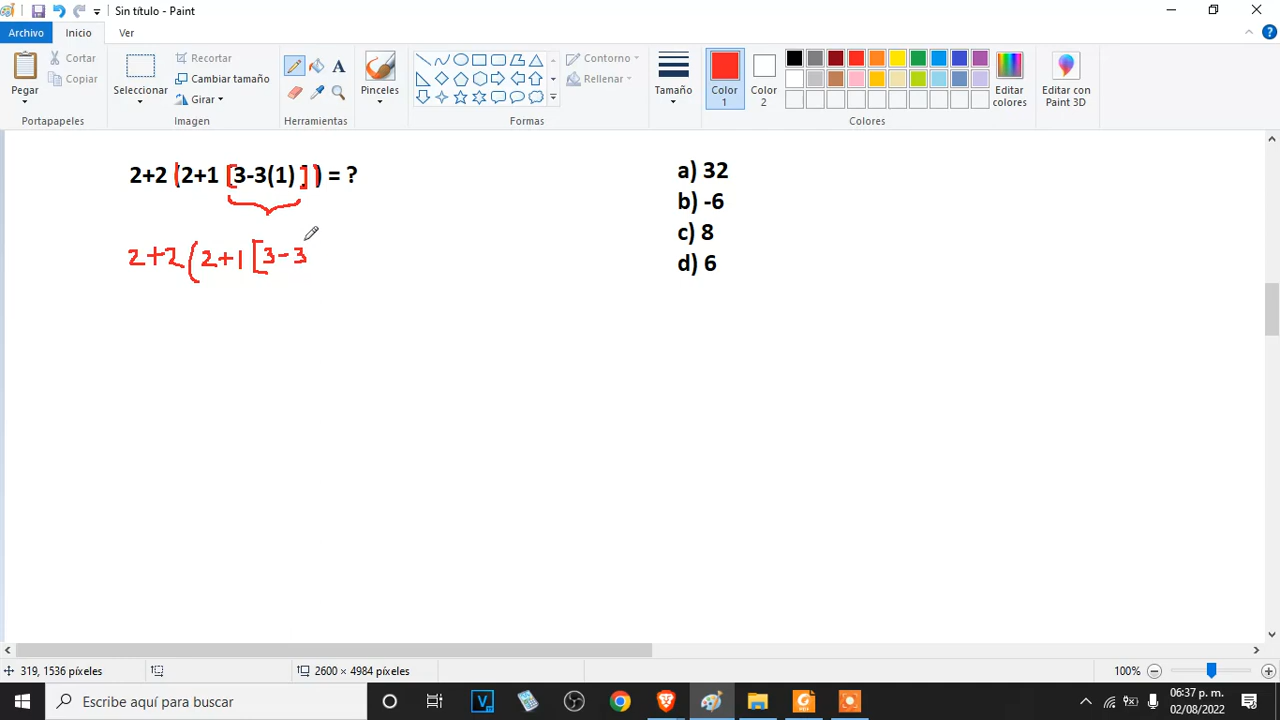 Sin título - Paint
Archivo Inicio Ver
Pegar
Cortar
Copiar
Portapapeles
Seleccionar
Recortar
Cambiar tamaño
Girar
Imagen
A
Herramientas
Pinceles
Contorno
Rellenar
Formas
Tamaño
Color 1
Color 2
Colores
Editar colores
Editar con Paint 3D
2+2 (2+1 [3-3(1) ] ) = ?
2+2(2+1[3-3
a) 32
b) -6
c) 8
d) 6
319, 1536 píxeles
2600 × 4984 píxeles
100%
Escribe aquí para buscar
06:37 p. m.
02/08/2022